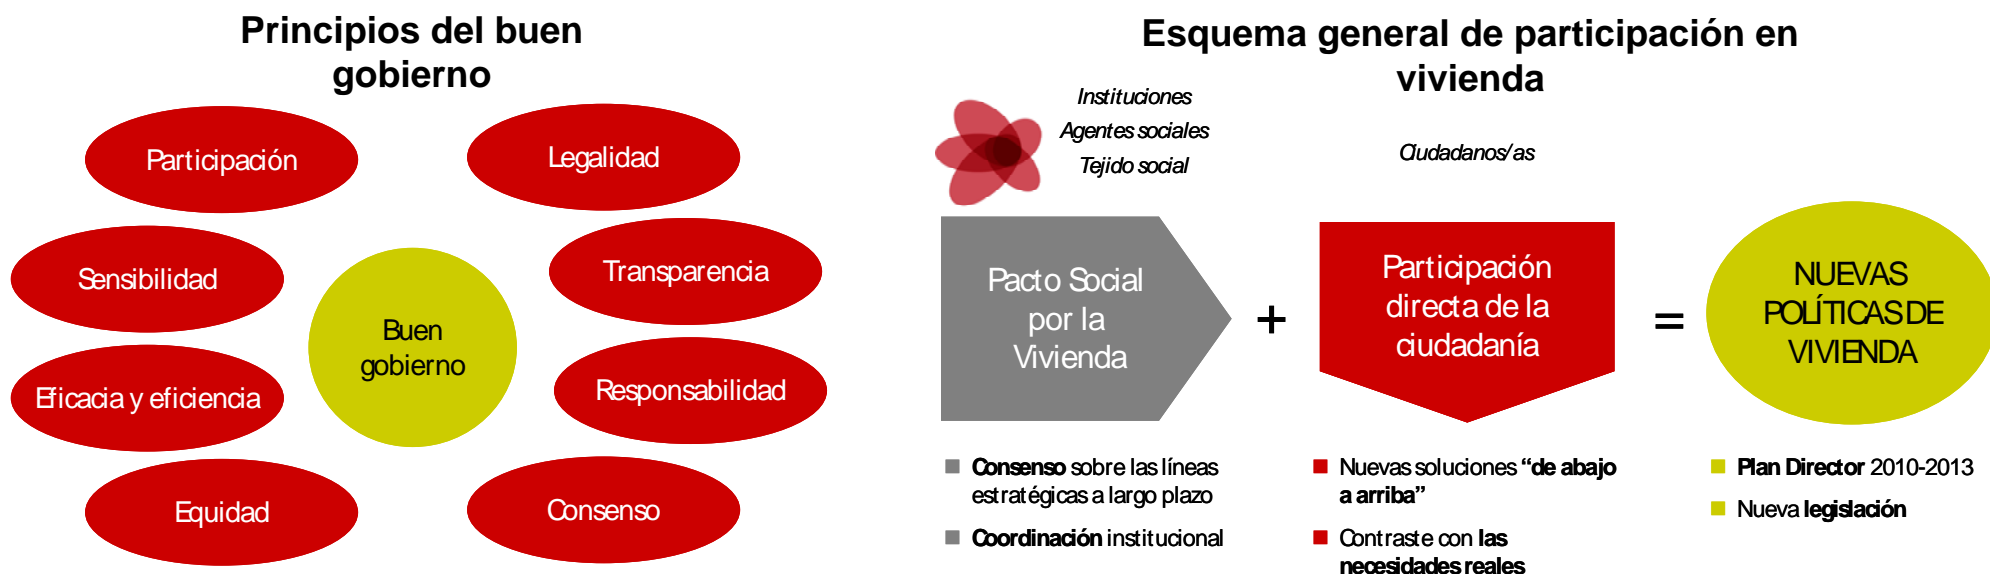 Principios del buen
gobierno
Participación
Legalidad
Sensibilidad
Transparencia
Buen
gobierno
Eficacia y eficiencia
Responsabilidad
Equidad
Consenso
Esquema general de participación en
vivienda
Instituciones
Agentes sociales
Tejido social
Ciudadanos/as
Pacto Social
por la
Vivienda
+
Participación
directa de la
ciudadanía
=
NUEVAS
POLÍTICAS DE
VIVIENDA
Consenso sobre las líneas
estratégicas a largo plazo
Coordinación institucional
Nuevas soluciones “de abajo
a arriba”
Contraste con las
necesidades reales
Plan Director 2010-2013
Nueva legislación